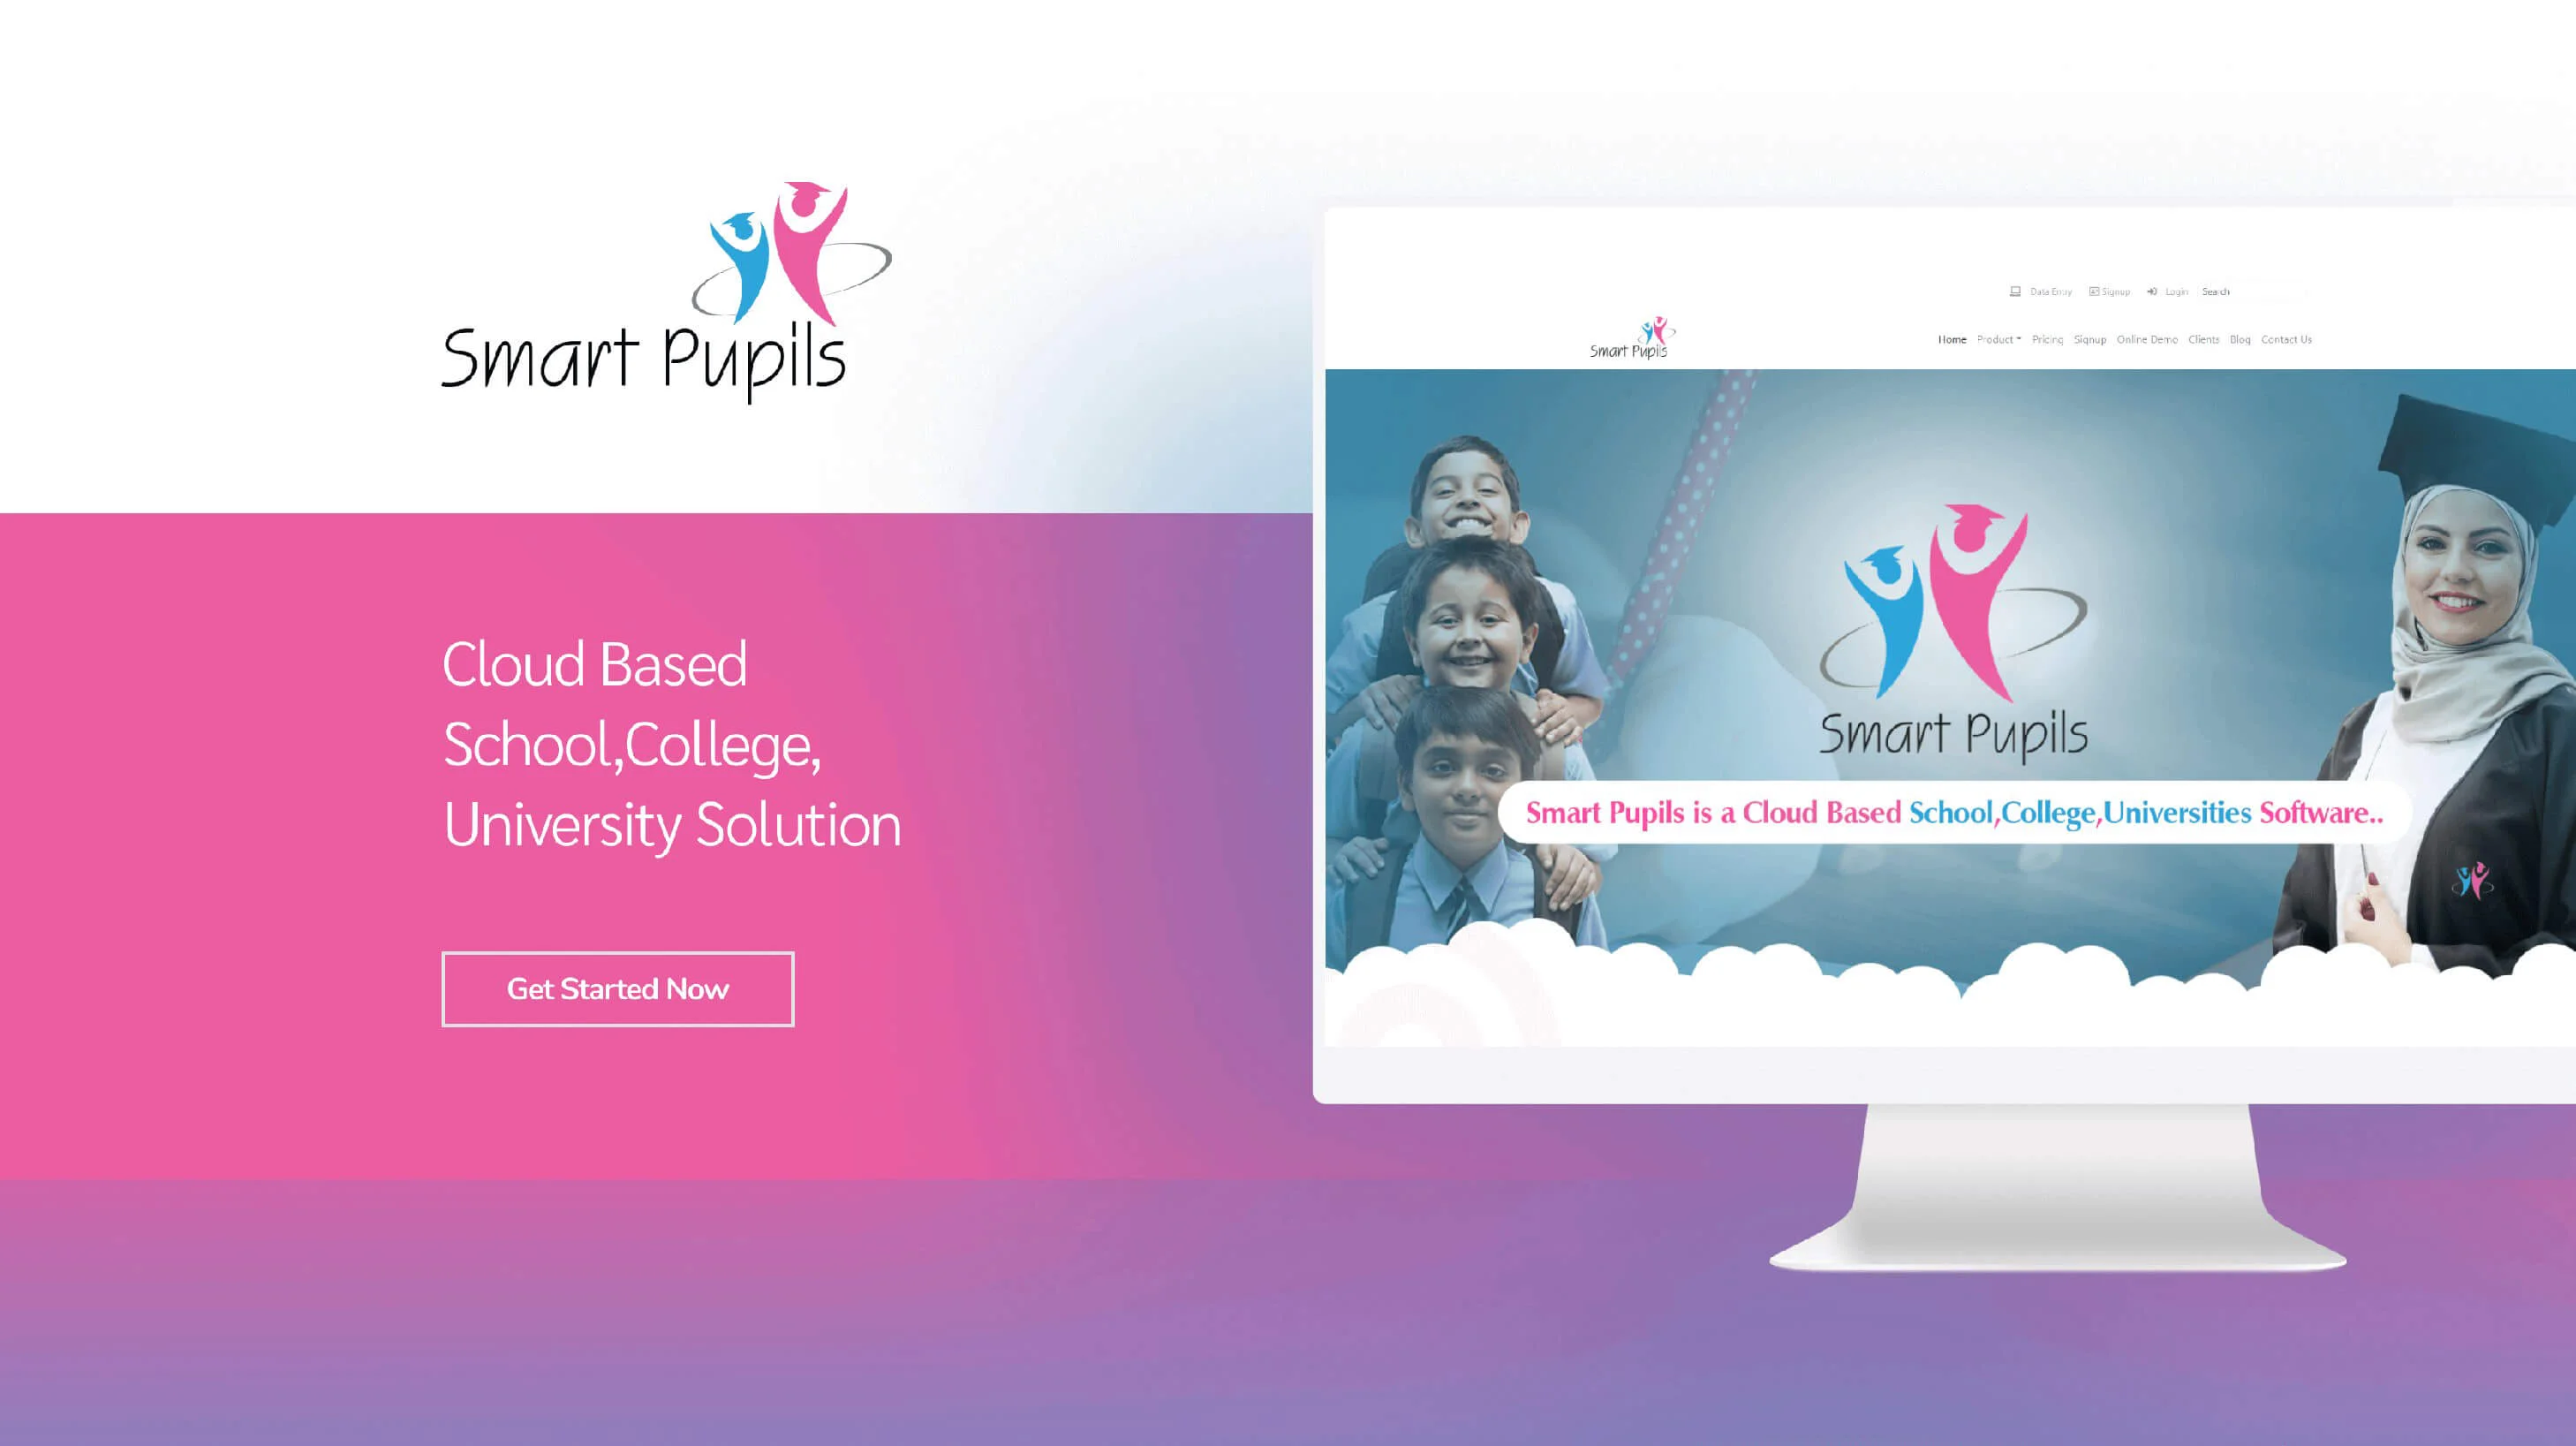 Smart Pupils
Cloud Based
School,College,
University Solution
Get Started Now
Data Entry Signup Login Search
Smart Pupils
Home Product Pricing Signup Online Demo Clients Blog Contact Us
Smart Pupils
Smart Pupils is a Cloud Based School,College,Universities Software..